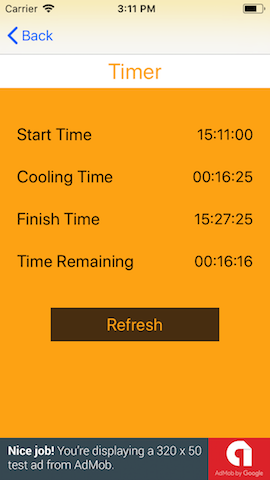 Carrier 3:11 PM
Back
Timer
Start Time 15:11:00
Cooling Time 00:16:25
Finish Time 15:27:25
Time Remaining 00:16:16
Refresh
Nice job! You're displaying a 320 x 50
test ad from AdMob.
AdMob by Google